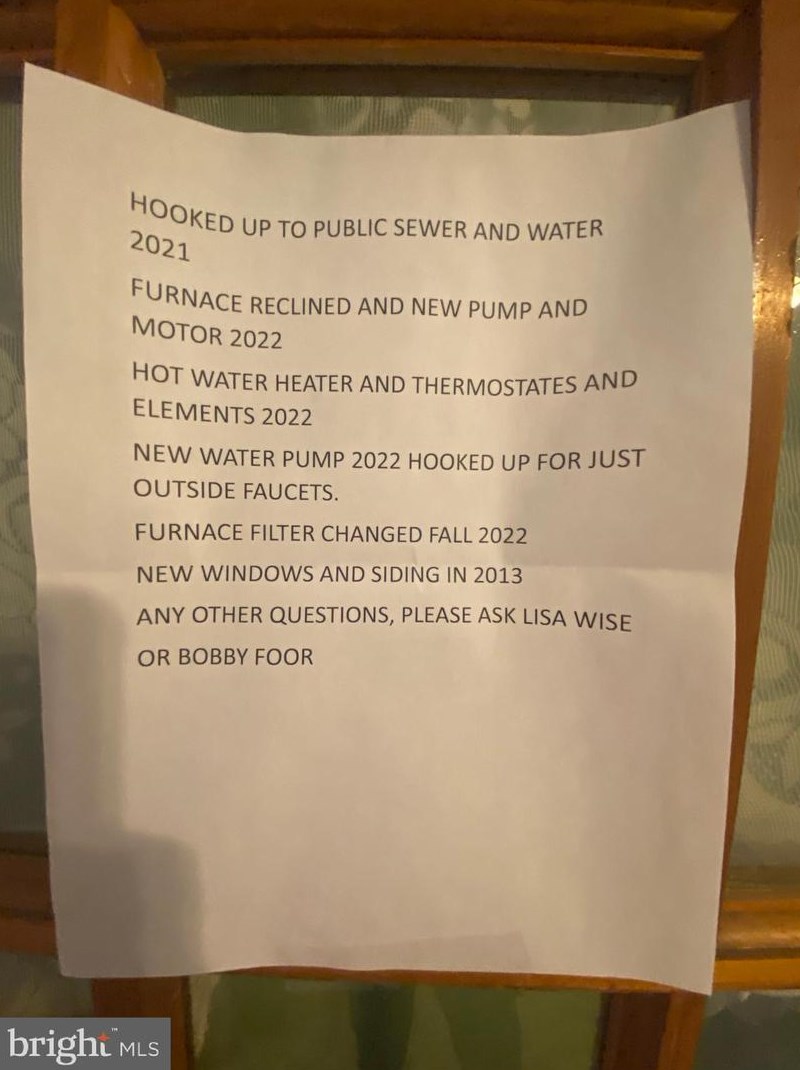 HOOKED UP TO PUBLIC SEWER AND WATER
2021
FURNACE RECLINED AND NEW PUMP AND
MOTOR 2022
HOT WATER HEATER AND THERMOSTATES AND
ELEMENTS 2022
NEW WATER PUMP 2022 HOOKED UP FOR JUST
OUTSIDE FAUCETS.
FURNACE FILTER CHANGED FALL 2022
NEW WINDOWS AND SIDING IN 2013
ANY OTHER QUESTIONS, PLEASE ASK LISA WISE
OR BOBBY FOOR
bright™ MLS